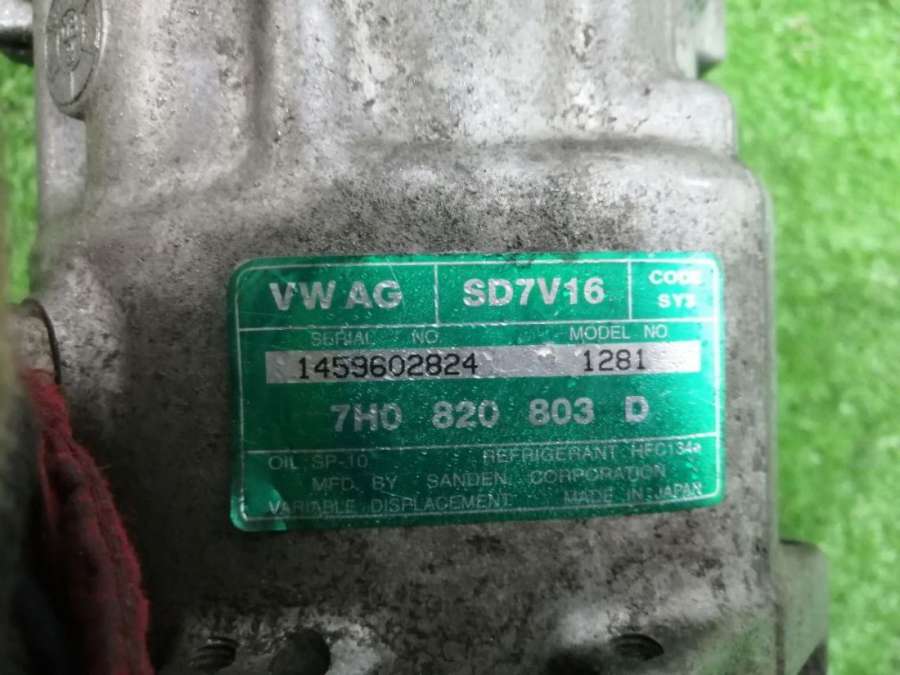 VW AG SD7V16 CODE
SYS
SERIAL NO MODEL NO.
1459602824 1281
7H0 820 803 D
OIL SP-10 REFRIGERANT HFC134a
MFD. BY SANDEN CORPORATION
VARIABLE DISPLACEMENT MADE IN JAPAN